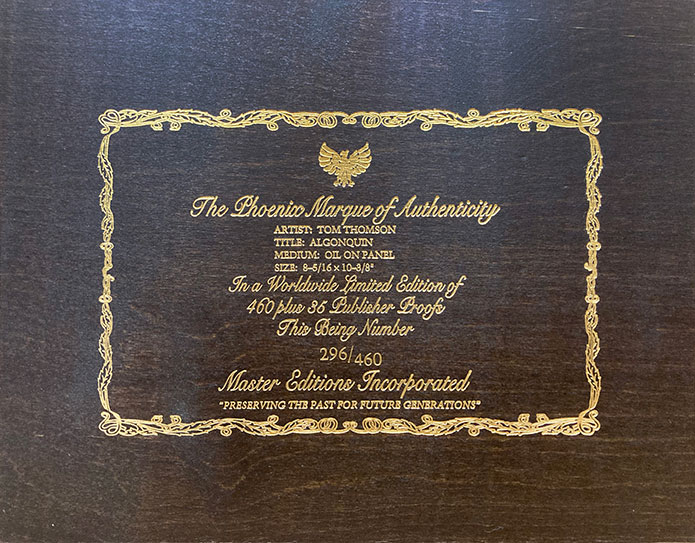 The Phoenix Marque of Authenticity
ARTIST: TOM THOMSON
TITLE: ALGONQUIN
MEDIUM: OIL ON PANEL
SIZE: 8-5/16 x 10-3/8"
In a Worldwide Limited Edition of
460 plus 35 Publisher Proofs
This Being Number
296/460
Master Editions Incorporated
"PRESERVING THE PAST FOR FUTURE GENERATIONS"